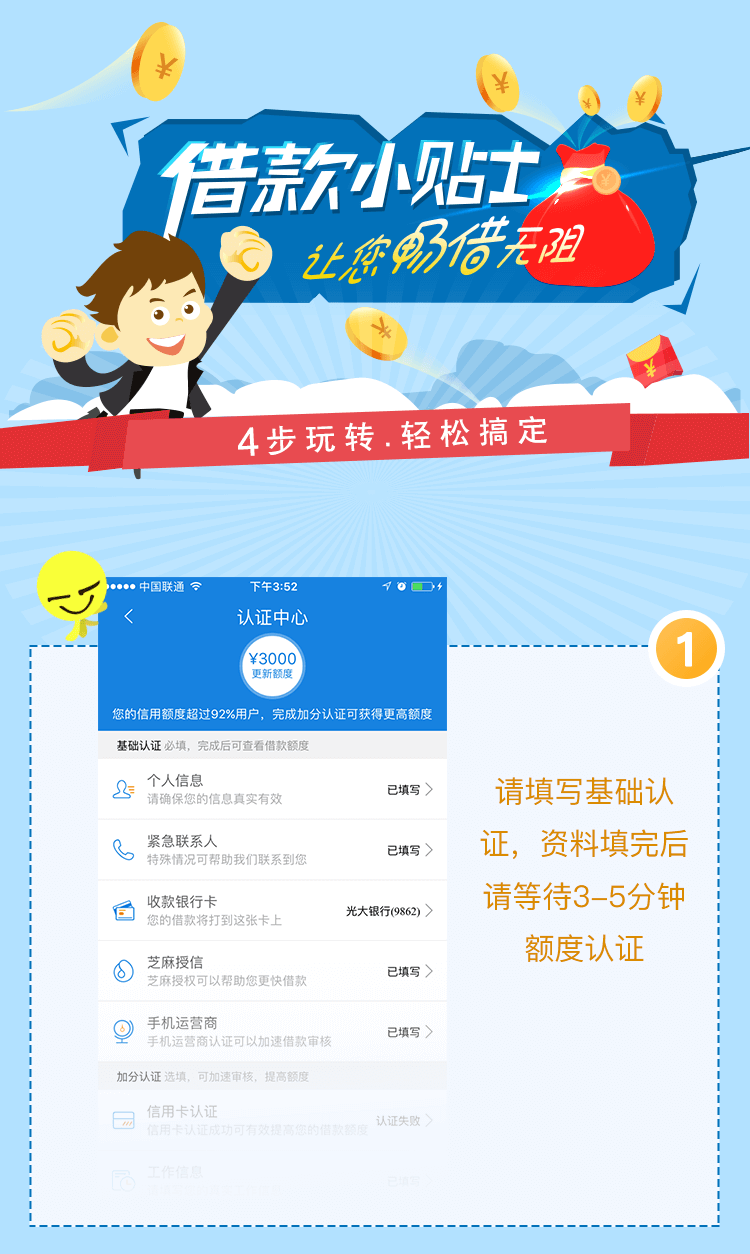 借款小贴士
让您畅借无阻
4步玩转.轻松搞定
中国联通 下午3:52
认证中心
¥3000
更新额度
您的信用额度超过92%用户，完成加分认证可获得更高额度
1
基础认证 必填，完成后可查看借款额度
个人信息
请确保您的信息真实有效
已填写
紧急联系人
特殊情况可帮助我们联系到您
已填写
收款银行卡
您的借款将打到这张卡上
光大银行(9862)
芝麻授信
芝麻授权可以帮助您更快借款
已填写
手机运营商
手机运营商认证可以加速借款审核
已填写
加分认证 选填，可加速审核，提高额度
信用卡认证
信用卡认证成功可有效提高您的借款额度
认证失败
工作信息
已填写
请填写基础认
证，资料填完后
请等待3-5分钟
额度认证